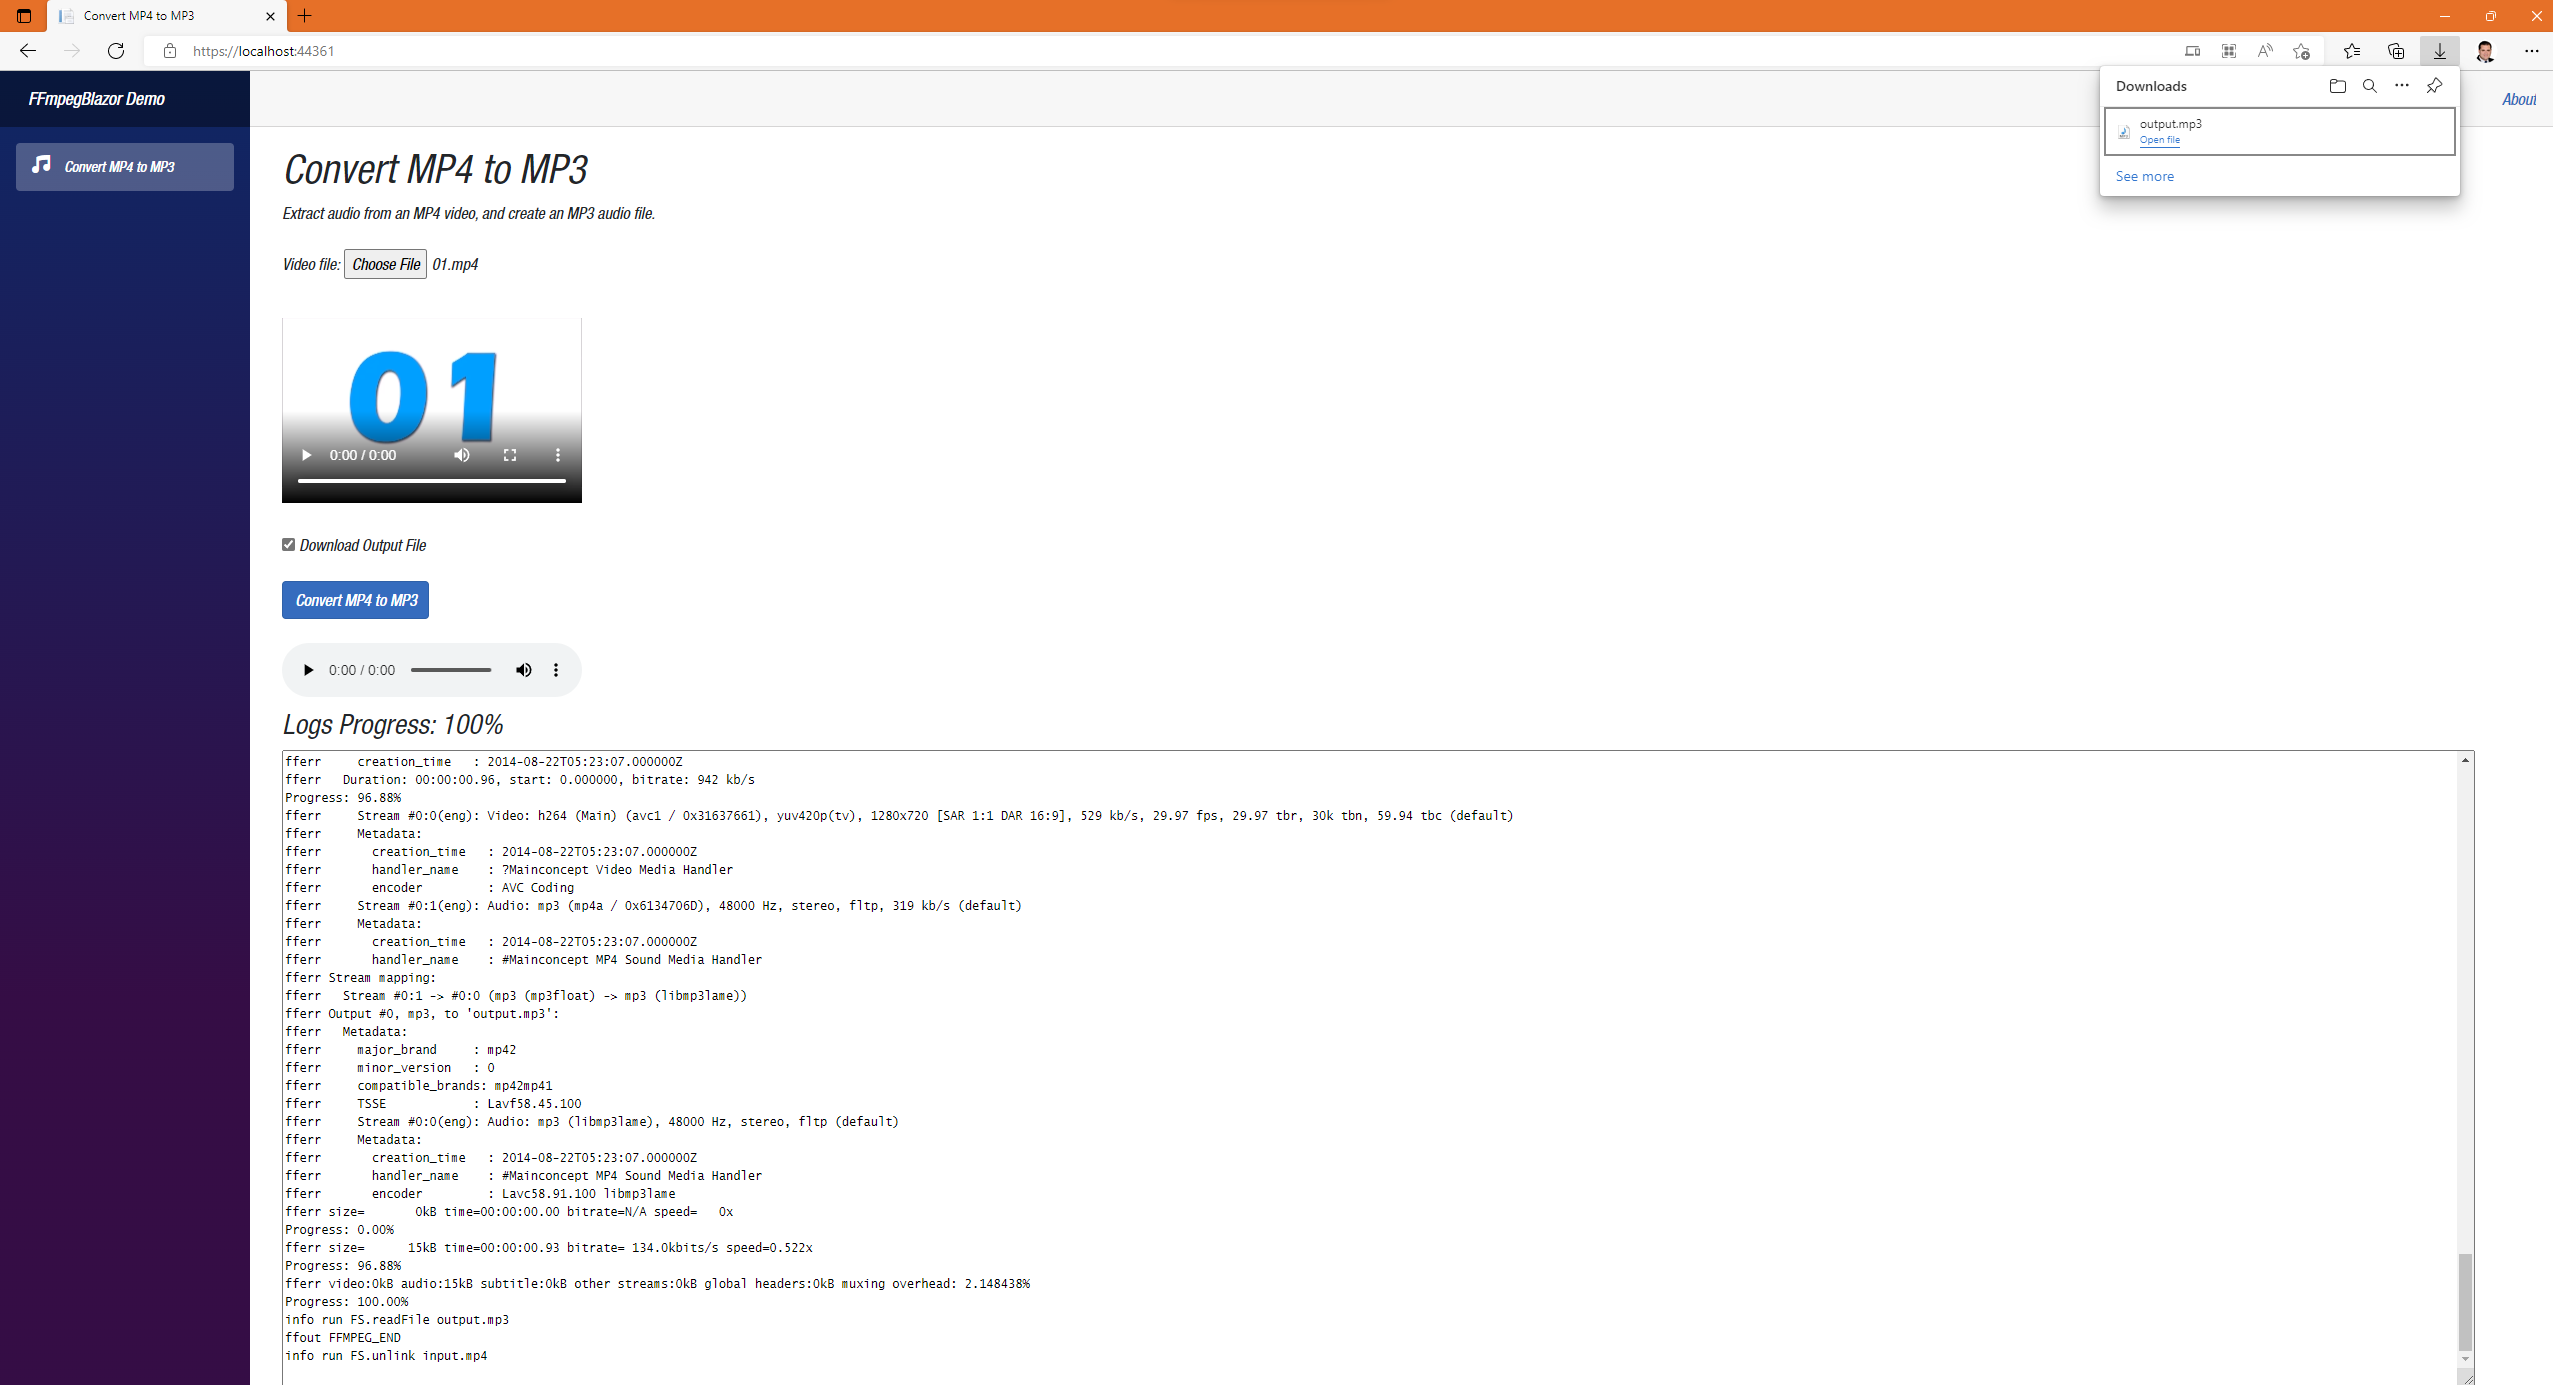 Convert MP4 to MP3
https://localhost:44361
Downloads
output.mp3
Open file
See more
FFmpegBlazor Demo
About
Convert MP4 to MP3
Convert MP4 to MP3
Extract audio from an MP4 video, and create an MP3 audio file.
Video file: Choose File 01.mp4
01
0:00 / 0:00
Download Output File
Convert MP4 to MP3
0:00 / 0:00
Logs Progress: 100%
fferr     creation_time   : 2014-08-22T05:23:07.000000Z
fferr   Duration: 00:00:00.96, start: 0.000000, bitrate: 942 kb/s
Progress: 96.88%
fferr     Stream #0:0(eng): Video: h264 (Main) (avc1 / 0x31637661), yuv420p(tv), 1280x720 [SAR 1:1 DAR 16:9], 529 kb/s, 29.97 fps, 29.97 tbr, 30k tbn, 59.94 tbc (default)
fferr     Metadata:
fferr       creation_time   : 2014-08-22T05:23:07.000000Z
fferr       handler_name    : ?Mainconcept Video Media Handler
fferr       encoder         : AVC Coding
fferr     Stream #0:1(eng): Audio: mp3 (mp4a / 0x6134706D), 48000 Hz, stereo, fltp, 319 kb/s (default)
fferr     Metadata:
fferr       creation_time   : 2014-08-22T05:23:07.000000Z
fferr       handler_name    : #Mainconcept MP4 Sound Media Handler
fferr Stream mapping:
fferr   Stream #0:1 -> #0:0 (mp3 (mp3float) -> mp3 (libmp3lame))
fferr Output #0, mp3, to 'output.mp3':
fferr   Metadata:
fferr     major_brand     : mp42
fferr     minor_version   : 0
fferr     compatible_brands: mp42mp41
fferr     TSSE            : Lavf58.45.100
fferr     Stream #0:0(eng): Audio: mp3 (libmp3lame), 48000 Hz, stereo, fltp (default)
fferr     Metadata:
fferr       creation_time   : 2014-08-22T05:23:07.000000Z
fferr       handler_name    : #Mainconcept MP4 Sound Media Handler
fferr       encoder         : Lavc58.91.100 libmp3lame
fferr size=       0kB time=00:00:00.00 bitrate=N/A speed=   0x
Progress: 0.00%
fferr size=      15kB time=00:00:00.93 bitrate= 134.0kbits/s speed=0.522x
Progress: 96.88%
fferr video:0kB audio:15kB subtitle:0kB other streams:0kB global headers:0kB muxing overhead: 2.148438%
Progress: 100.00%
info run FS.readFile output.mp3
ffout FFMPEG_END
info run FS.unlink input.mp4